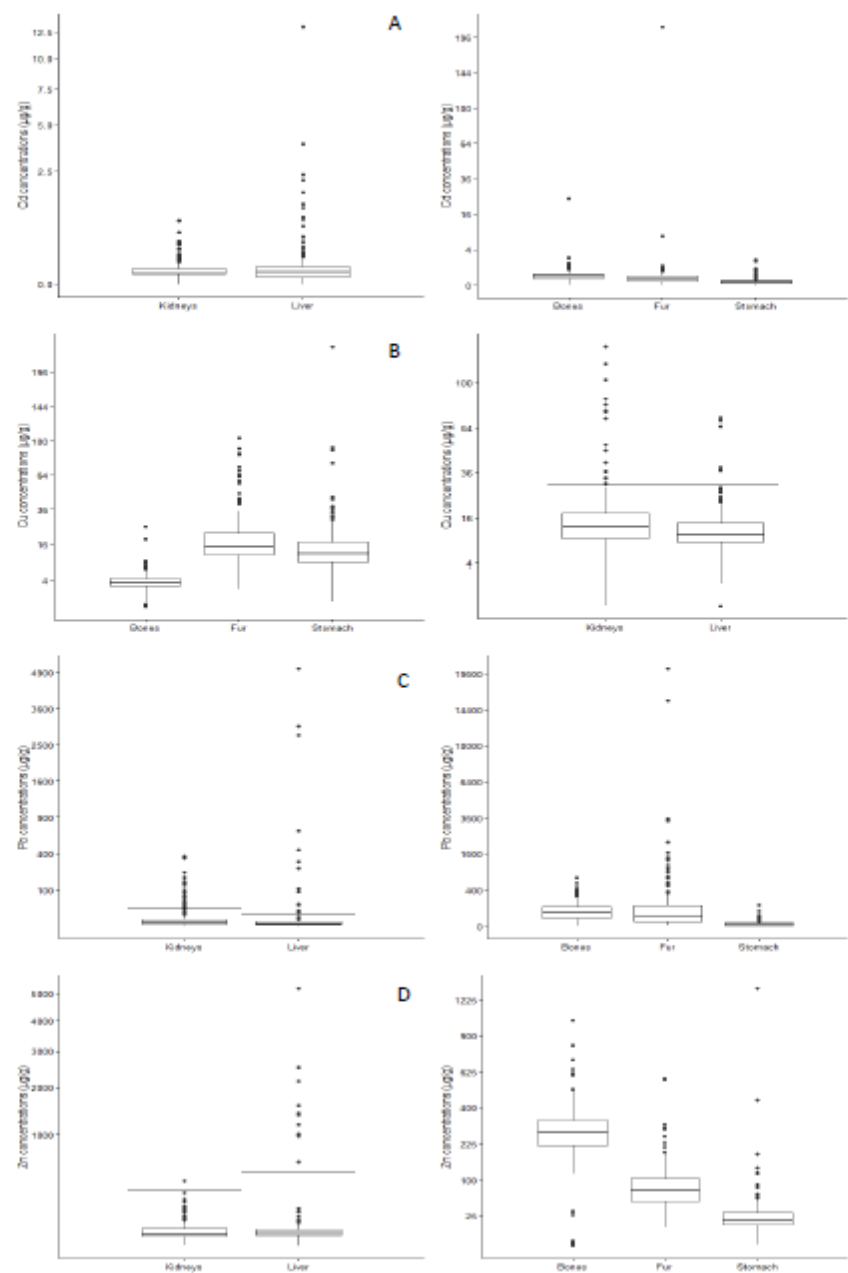 A
Cd concentrations (µg/g)
12.5
10.0
7.5
5.0
2.5
0.0
Kidneys Liver
Cd concentrations (µg/g)
196
144
100
64
36
16
4
0
Bones Fur Stomach
B
Cu concentrations (µg/g)
196
144
100
64
36
16
4
Bones Fur Stomach
Cu concentrations (µg/g)
100
64
36
16
4
Kidneys Liver
C
Pb concentrations (µg/g)
4900
3600
2500
1600
900
400
100
Kidneys Liver
Pb concentrations (µg/g)
19600
14400
10000
6400
3600
1600
400
0
Bones Fur Stomach
D
Zn concentrations (µg/g)
5000
4000
3000
2000
1000
Kidneys Liver
Zn concentrations (µg/g)
1225
900
625
400
225
100
25
Bones Fur Stomach